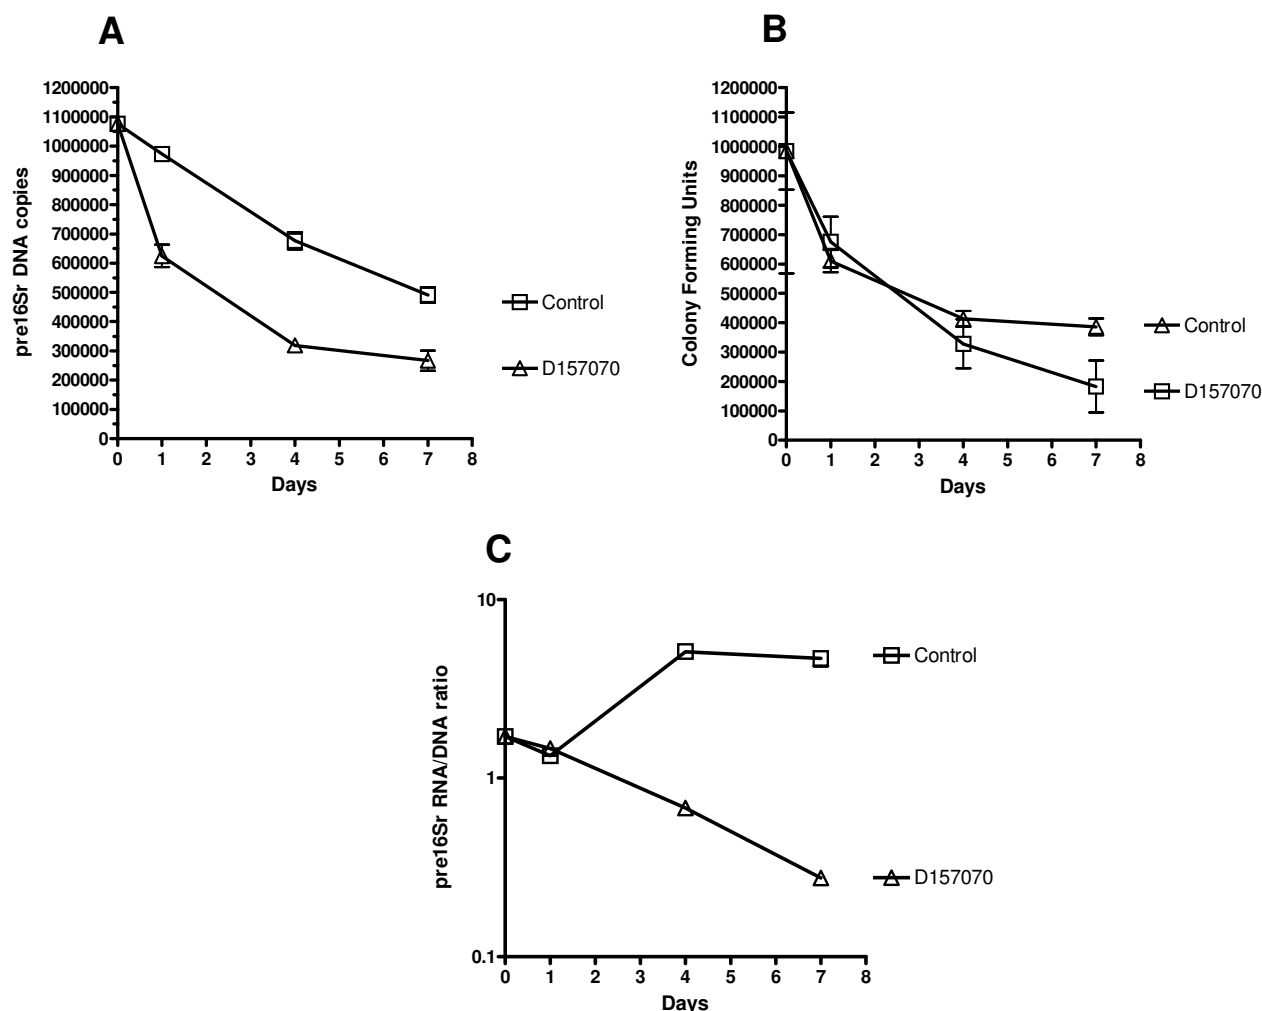 A
1200000
1100000
1000000
900000
800000
700000
600000
500000
400000
300000
200000
100000
0
pre16Sr DNA copies
0 1 2 3 4 5 6 7 8
Days
Control
D157070
B
1200000
1100000
1000000
900000
800000
700000
600000
500000
400000
300000
200000
100000
0
Colony Forming Units
0 1 2 3 4 5 6 7 8
Days
Control
D157070
C
10
1
0.1
pre16Sr RNA/DNA ratio
0 1 2 3 4 5 6 7 8
Days
Control
D157070